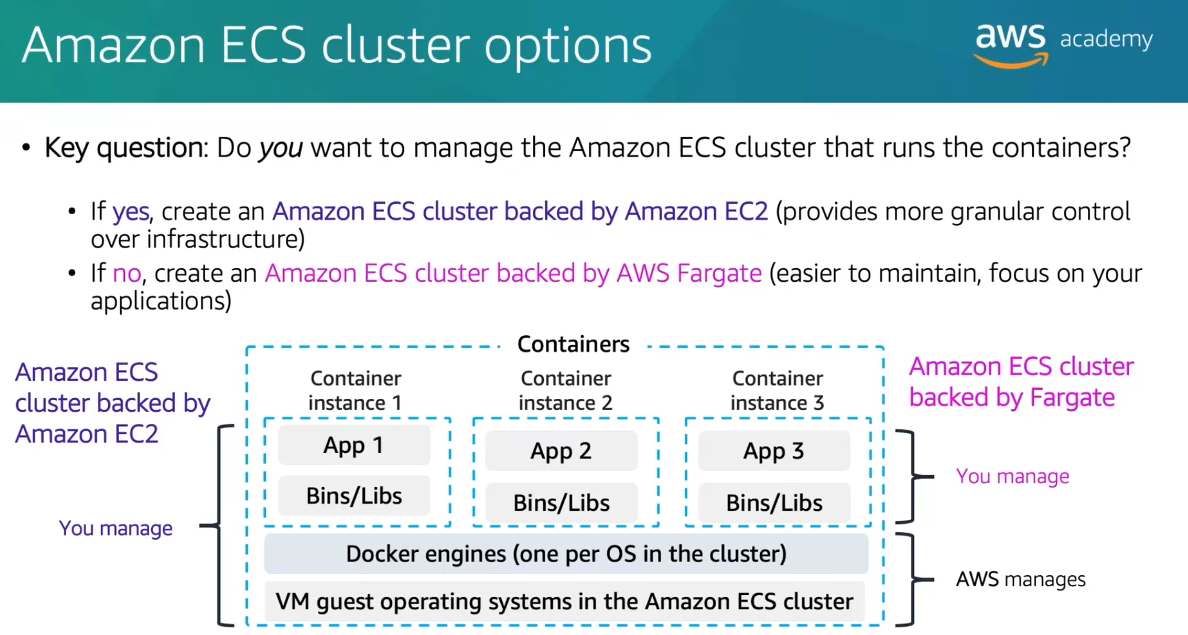 Amazon ECS cluster options
aws academy
• Key question: Do you want to manage the Amazon ECS cluster that runs the containers?
• If yes, create an Amazon ECS cluster backed by Amazon EC2 (provides more granular control
over infrastructure)
• If no, create an Amazon ECS cluster backed by AWS Fargate (easier to maintain, focus on your
applications)
Amazon ECS
cluster backed by
Amazon EC2
You manage
Containers
Container
instance 1
App 1
Bins/Libs
Container
instance 2
App 2
Bins/Libs
Container
instance 3
App 3
Bins/Libs
Docker engines (one per OS in the cluster)
VM guest operating systems in the Amazon ECS cluster
Amazon ECS cluster
backed by Fargate
You manage
AWS manages